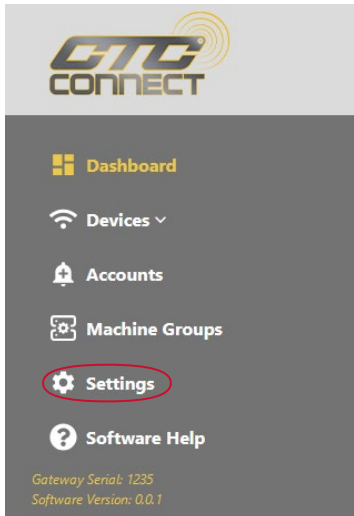 CTC
CONNECT
Dashboard
Devices
Accounts
Machine Groups
Settings
Software Help
Gateway Serial: 1235
Software Version: 0.0.1